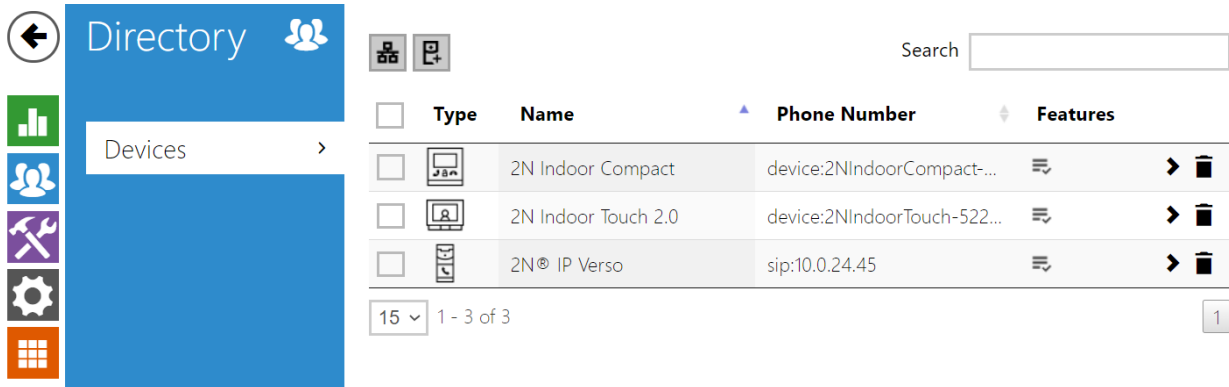 Directory
Devices
Search
Type Name Phone Number Features
2N Indoor Compact device:2NIndoorCompact-...
2N Indoor Touch 2.0 device:2NIndoorTouch-522...
2N® IP Verso sip:10.0.24.45
15 1 - 3 of 3 1